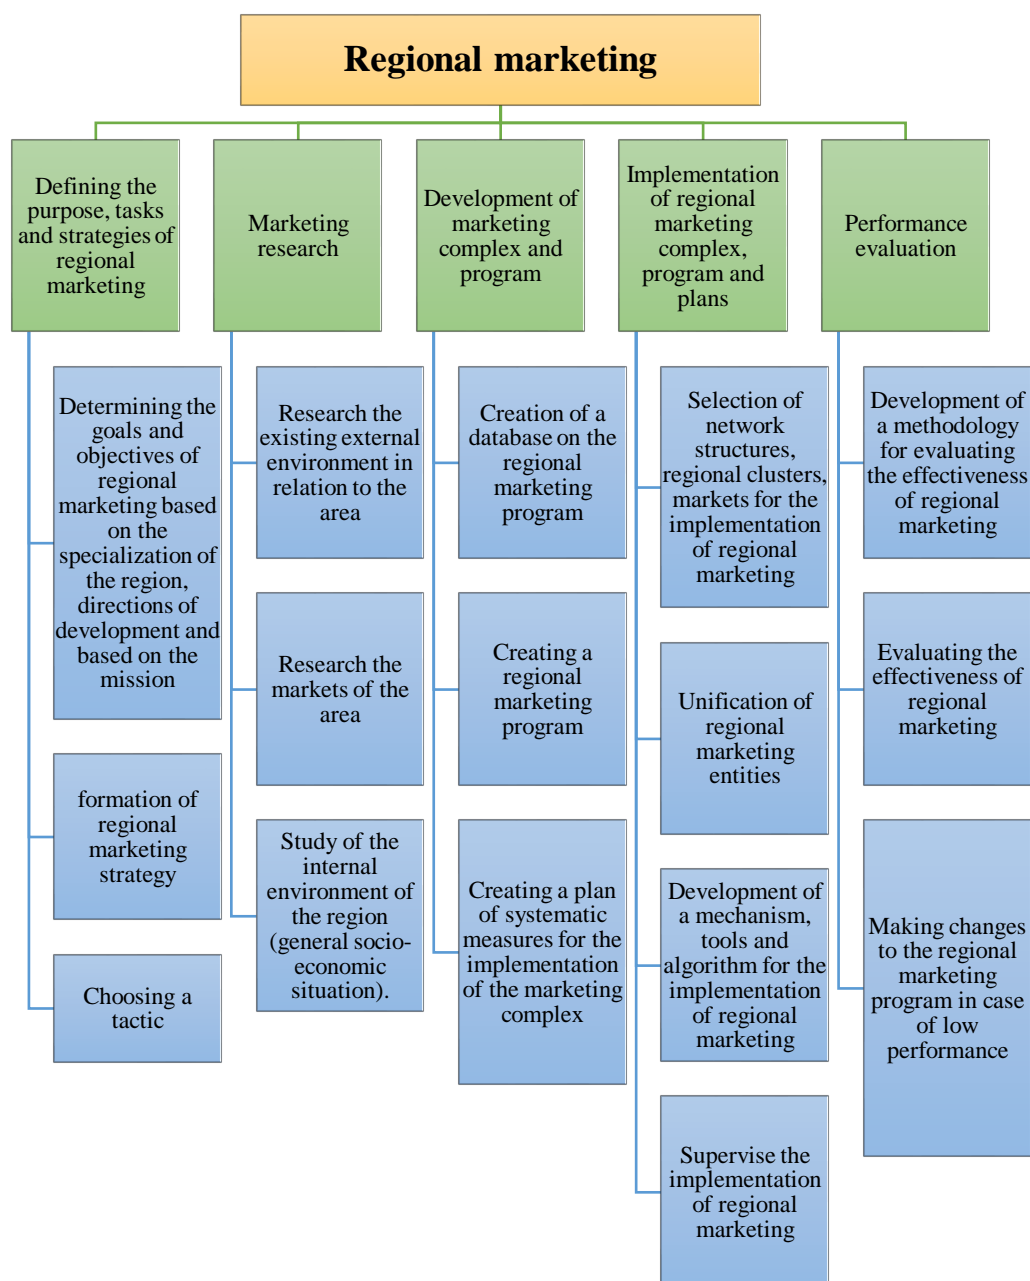 Regional marketing
Defining the
purpose, tasks
and strategies of
regional
marketing
Determining the
goals and
objectives of
regional
marketing based
on the
specialization of
the region,
directions of
development and
based on the
mission
formation of
regional
marketing
strategy
Choosing a
tactic
Marketing
research
Research the
existing external
environment in
relation to the
area
Research the
markets of the
area
Study of the
internal
environment of
the region
(general socio-
economic
situation).
Development of
marketing
complex and
program
Creation of a
database on the
regional
marketing
program
Creating a
regional
marketing
program
Creating a plan
of systematic
measures for the
implementation
of the marketing
complex
Implementation
of regional
marketing
complex,
program and
plans
Selection of
network
structures,
regional clusters,
markets for the
implementation
of regional
marketing
Unification of
regional
marketing
entities
Development of
a mechanism,
tools and
algorithm for the
implementation
of regional
marketing
Supervise the
implementation
of regional
marketing
Performance
evaluation
Development of
a methodology
for evaluating
the effectiveness
of regional
marketing
Evaluating the
effectiveness of
regional
marketing
Making changes
to the regional
marketing
program in case
of low
performance